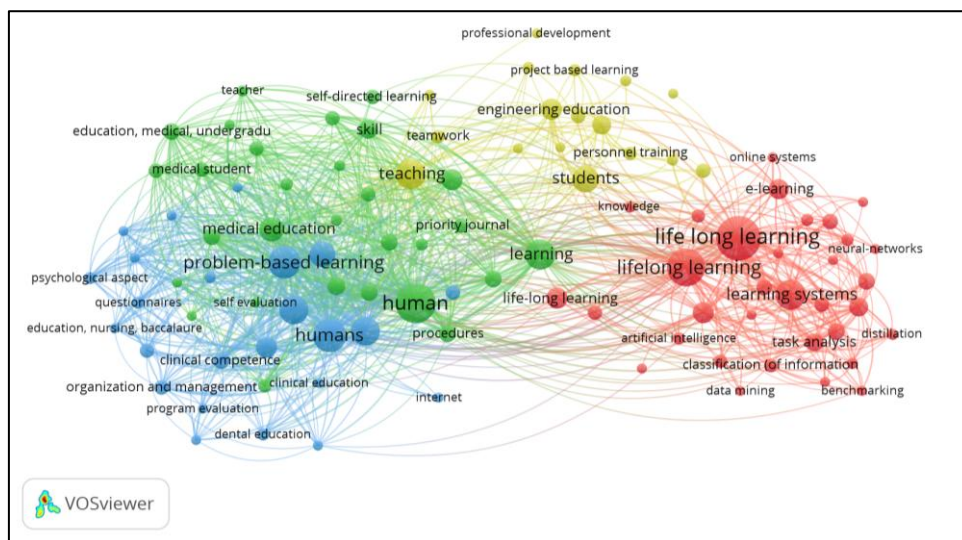 professional development
project based learning
teacher
self-directed learning
engineering education
education, medical, undergradu
skill
teamwork
personnel training
online systems
medical student
teaching
students
e-learning
knowledge
medical education
priority journal
life long learning
neural-networks
learning
problem-based learning
lifelong learning
psychological aspect
questionnaires
self evaluation
human
life-long learning
learning systems
education, nursing, baccalaure
humans
procedures
artificial intelligence
task analysis
distillation
clinical competence
classification (of information
organization and management
clinical education
data mining
benchmarking
internet
program evaluation
dental education
VOSviewer